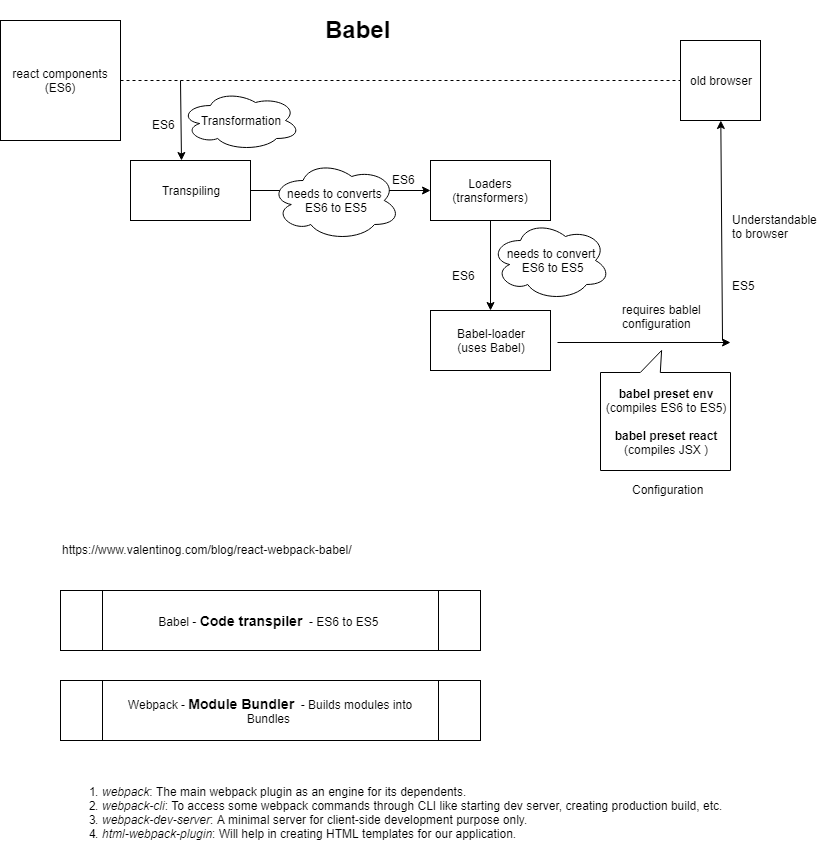 Babel
react components
(ES6)
old browser
ES6
Transformation
Transpiling
needs to converts
ES6 to ES5
ES6
Loaders
(transformers)
needs to convert
ES6 to ES5
ES6
Understandable
to browser
ES5
Babel-loader
(uses Babel)
requires bablel
configuration
babel preset env
(compiles ES6 to ES5)
babel preset react
(compiles JSX )
Configuration
https://www.valentinog.com/blog/react-webpack-babel/
Babel - Code transpiler - ES6 to ES5
Webpack - Module Bundler - Builds modules into
Bundles
1. webpack: The main webpack plugin as an engine for its dependents.
2. webpack-cli: To access some webpack commands through CLI like starting dev server, creating production build, etc.
3. webpack-dev-server: A minimal server for client-side development purpose only.
4. html-webpack-plugin: Will help in creating HTML templates for our application.